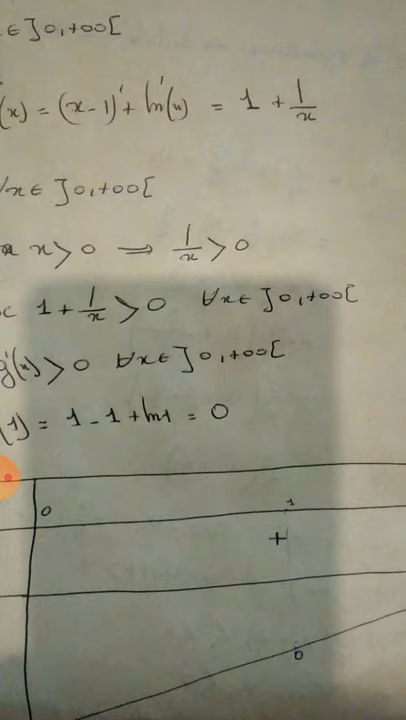 ∈ ]0,+∞[
(x) = (x-1)' + ln'(x) = 1 + 1/x
∀x ∈ ]0,+∞[
a x > 0 ⟹ 1/x > 0
c 1 + 1/x > 0 ∀x ∈ ]0,+∞[
g'(x) > 0 ∀x ∈ ]0,+∞[
(1) = 1 - 1 + ln1 = 0
0 1
+
0